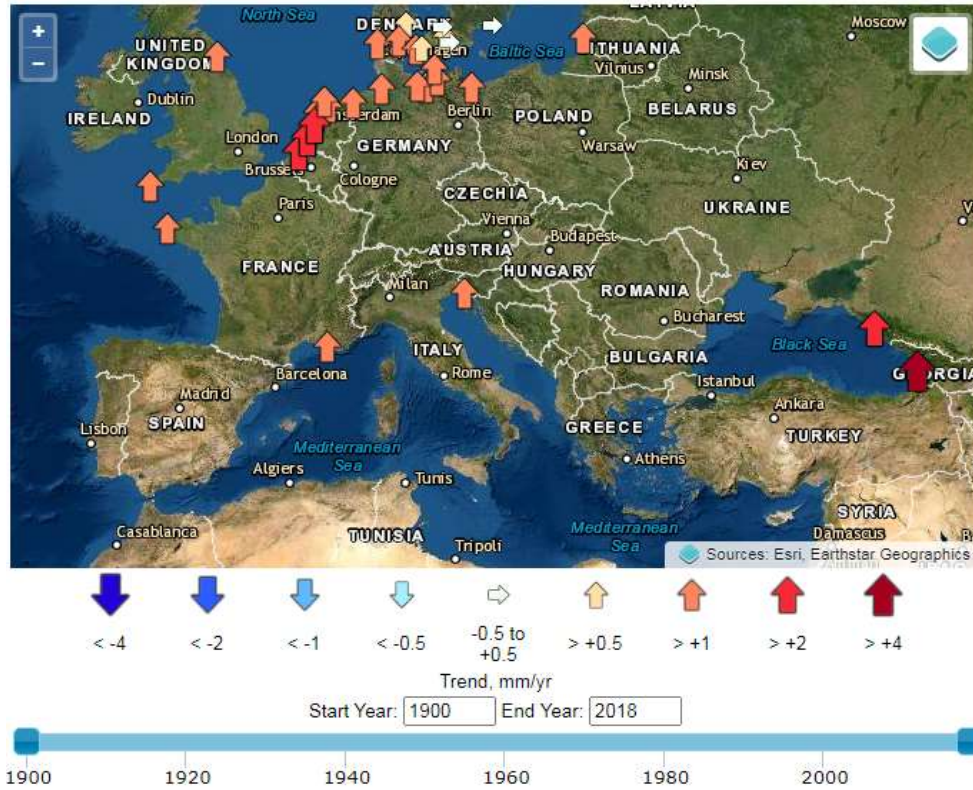 LATVIA
North Sea
DENMARK
Moscow
+
−
UNITED
KINGDOM
Baltic Sea
LITHUANIA
Vilnius
Minsk
Dublin
IRELAND
Berlin
POLAND
BELARUS
London
GERMANY
Warsaw
Brussels
Cologne
Kiev
CZECHIA
Paris
UKRAINE
Vienna
Budapest
AUSTRIA
FRANCE
HUNGARY
Milan
ROMANIA
Bucharest
Black Sea
ITALY
BULGARIA
Barcelona
Rome
GEORGIA
Istanbul
Madrid
Ankara
SPAIN
GREECE
TURKEY
Lisbon
Mediterranean
Sea
Athens
Algiers
Tunis
SYRIA
Casablanca
TUNISIA
Mediterranean
Sea
Damascus
Tripoli
Sources: Esri, Earthstar Geographics
< -4
< -2
< -1
< -0.5
-0.5 to
+0.5
> +0.5
> +1
> +2
> +4
Trend, mm/yr
Start Year: 1900 End Year: 2018
1900 1920 1940 1960 1980 2000